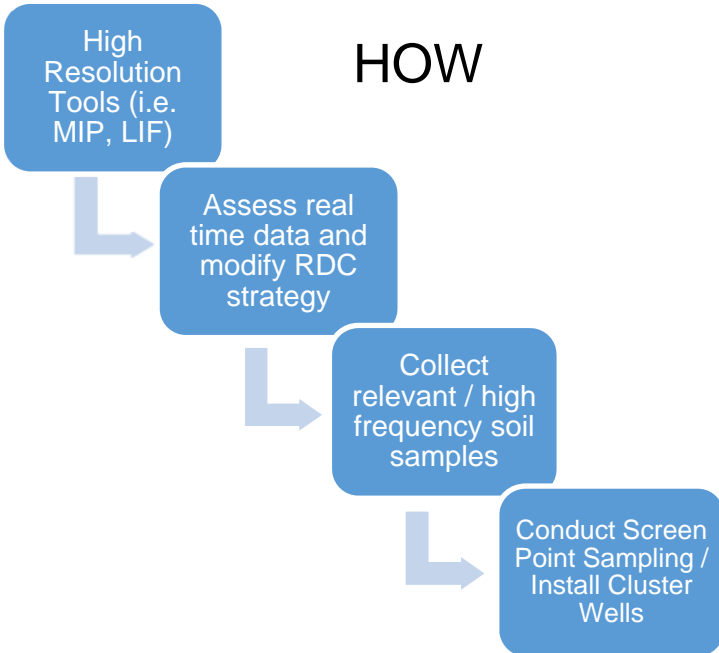 HOW
High
Resolution
Tools (i.e.
MIP, LIF)
Assess real
time data and
modify RDC
strategy
Collect
relevant / high
frequency soil
samples
Conduct Screen
Point Sampling /
Install Cluster
Wells